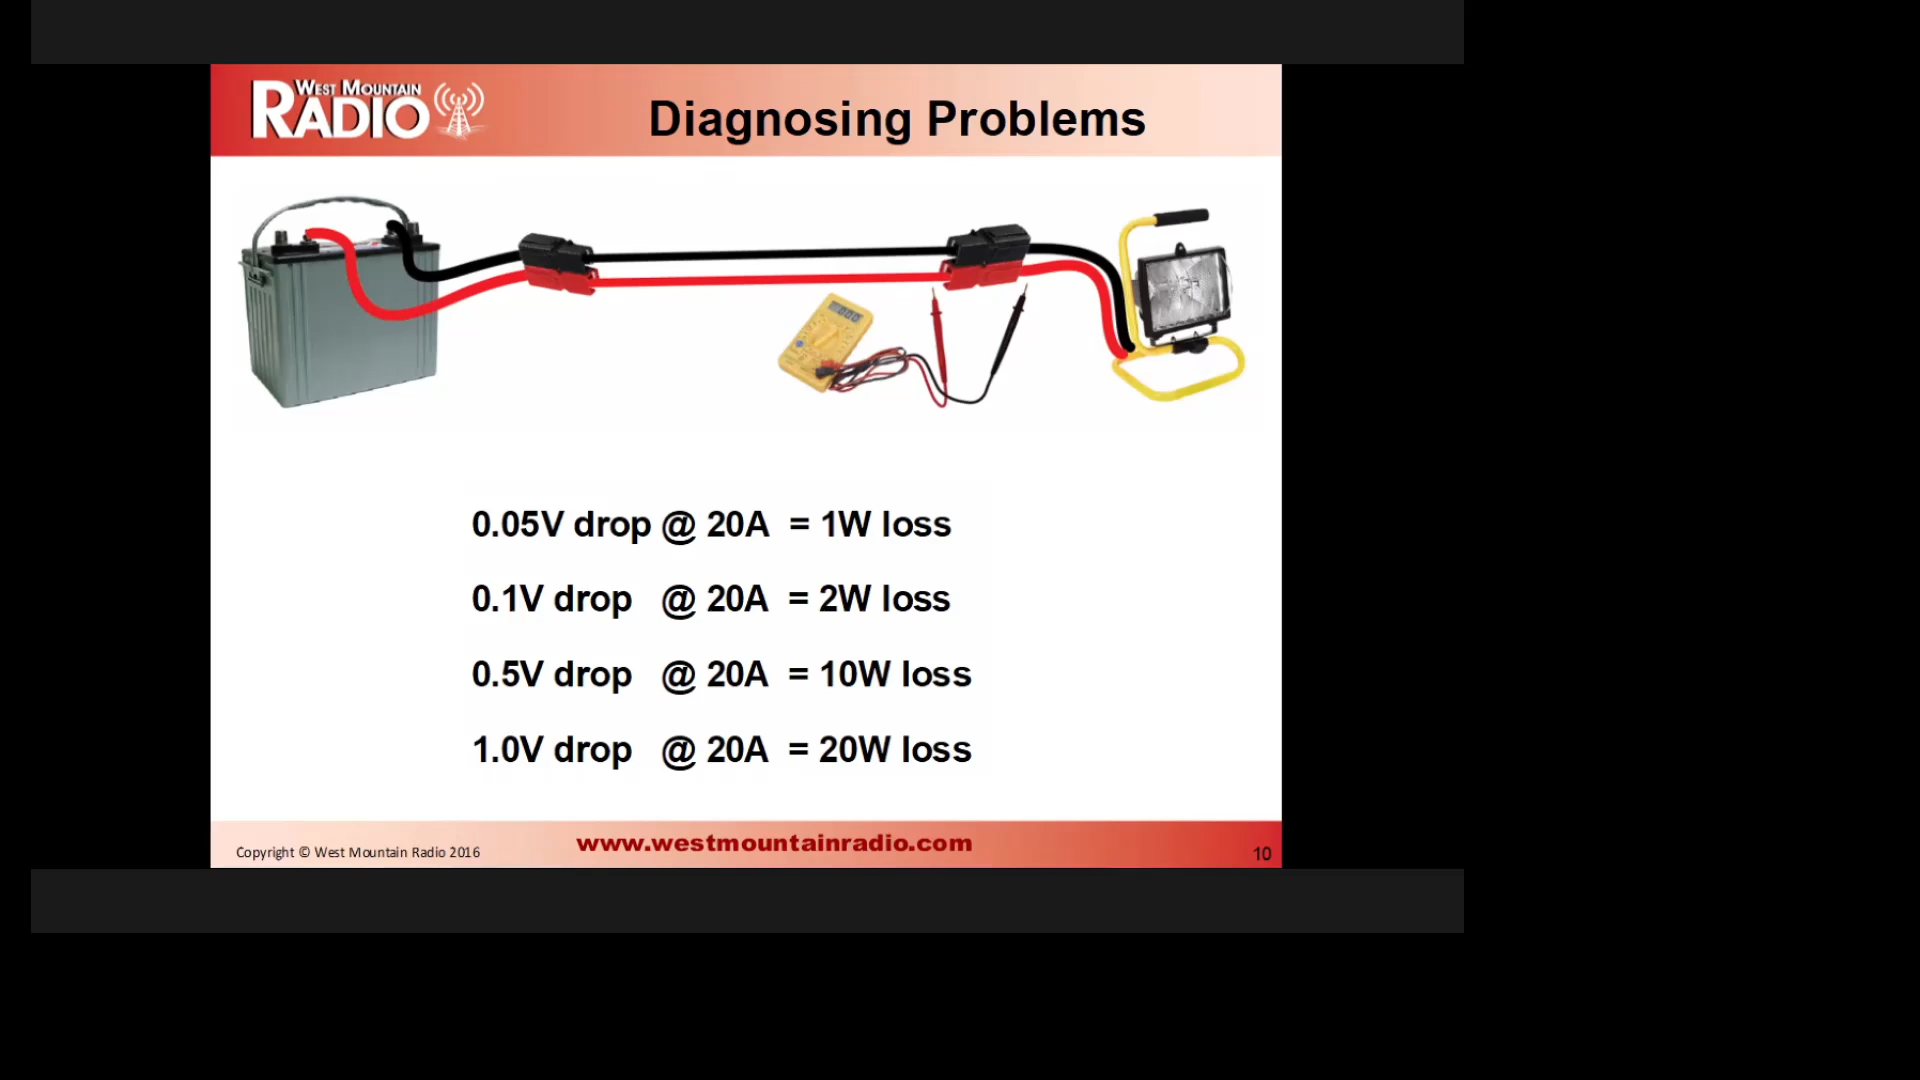 WEST MOUNTAIN
RADIO
Diagnosing Problems
0.05V drop @ 20A = 1W loss
0.1V drop @ 20A = 2W loss
0.5V drop @ 20A = 10W loss
1.0V drop @ 20A = 20W loss
Copyright © West Mountain Radio 2016
www.westmountainradio.com
10